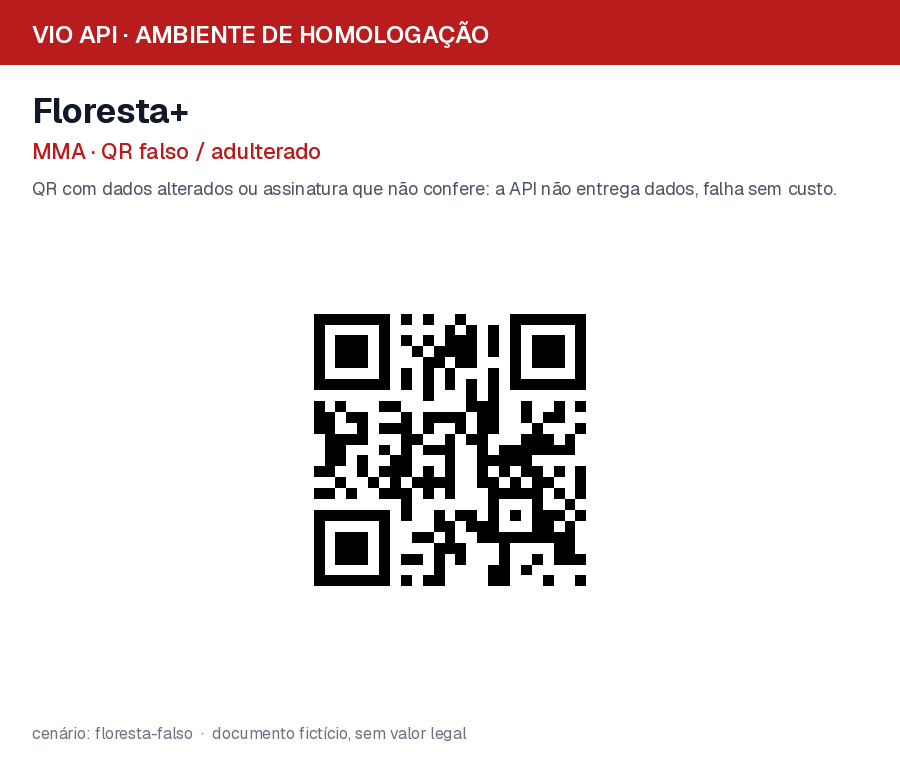 VIO API · AMBIENTE DE HOMOLOGAÇÃO
Floresta+
MMA · QR falso / adulterado
QR com dados alterados ou assinatura que não confere: a API não entrega dados, falha sem custo.
cenário: floresta-falso · documento fictício, sem valor legal